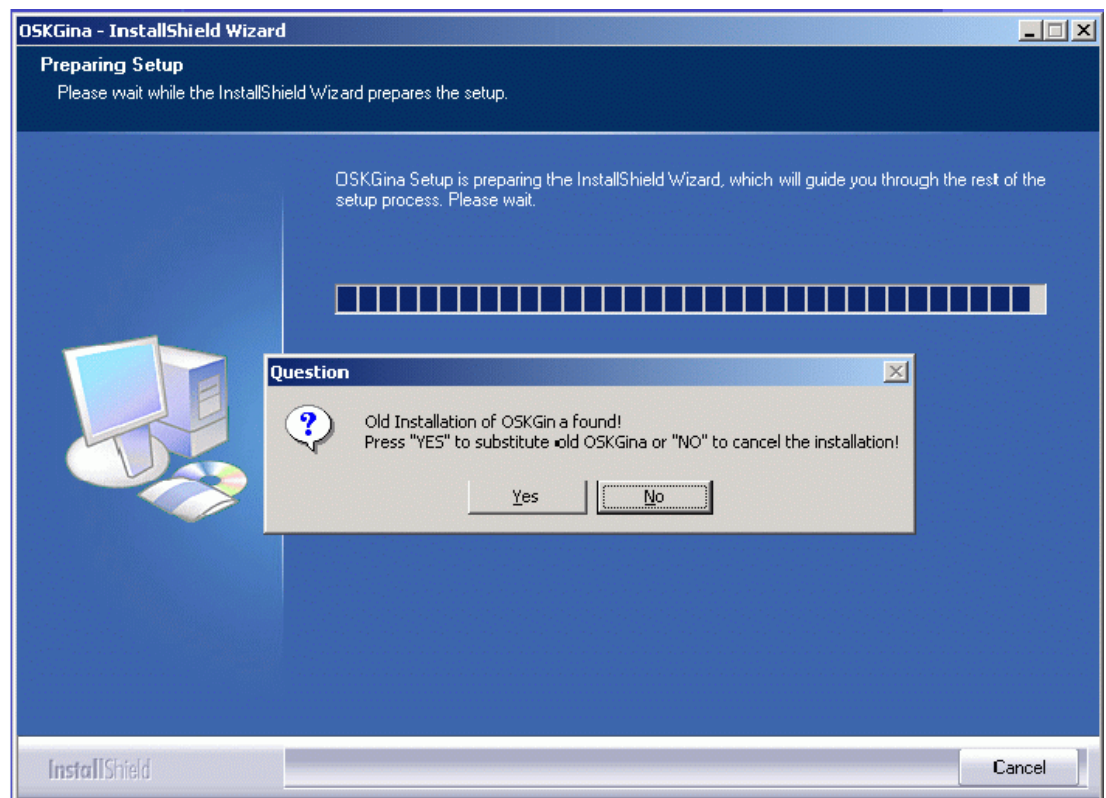 OSKGina - InstallShield Wizard
Preparing Setup
Please wait while the InstallShield Wizard prepares the setup.
OSKGina Setup is preparing the InstallShield Wizard, which will guide you through the rest of the
setup process. Please wait.
Question
?
Old Installation of OSKGina found!
Press "YES" to substitute old OSKGina or "NO" to cancel the installation!
Yes
No
InstallShield
Cancel